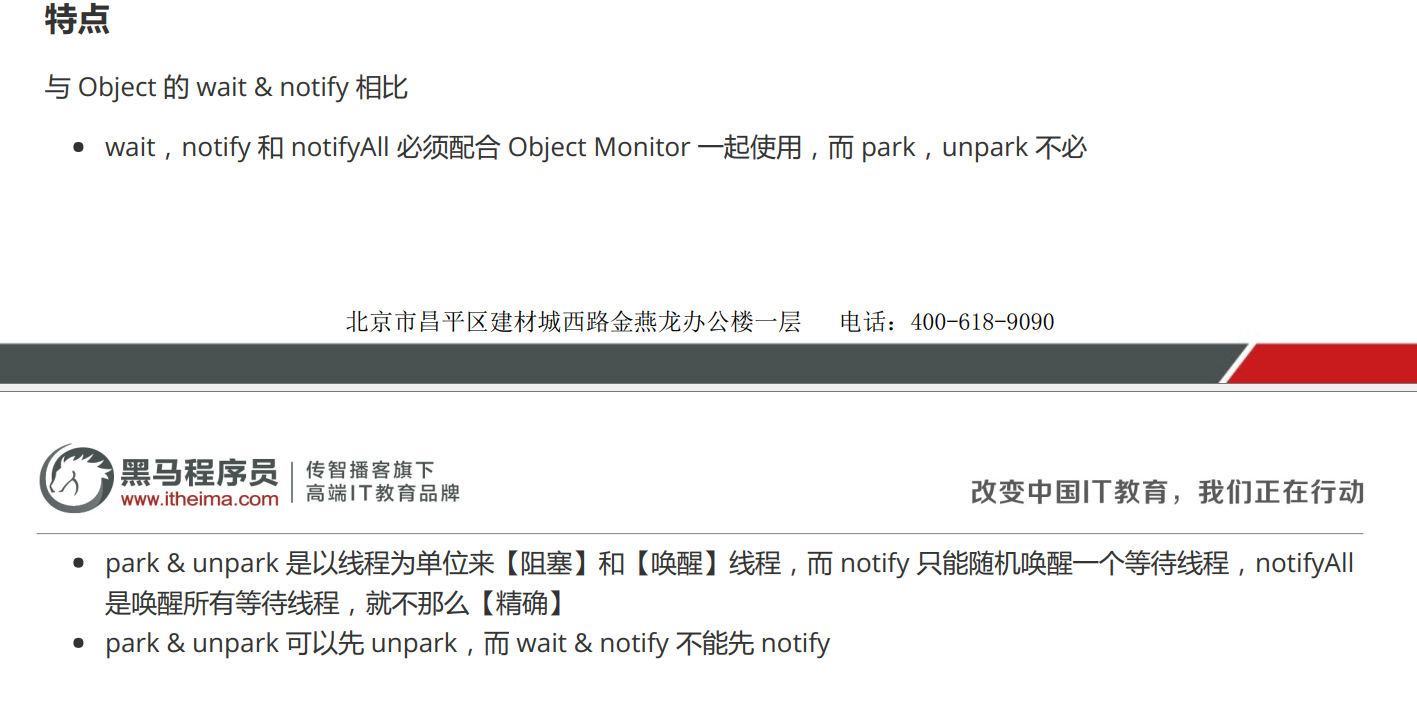 特点
与 Object 的 wait & notify 相比
• wait，notify 和 notifyAll 必须配合 Object Monitor 一起使用，而 park，unpark 不必
北京市昌平区建材城西路金燕龙办公楼一层 电话：400-618-9090
黑马程序员
www.itheima.com
传智播客旗下
高端IT教育品牌
改变中国IT教育，我们正在行动
• park & unpark 是以线程为单位来【阻塞】和【唤醒】线程，而 notify 只能随机唤醒一个等待线程，notifyAll
是唤醒所有等待线程，就不那么【精确】
• park & unpark 可以先 unpark，而 wait & notify 不能先 notify